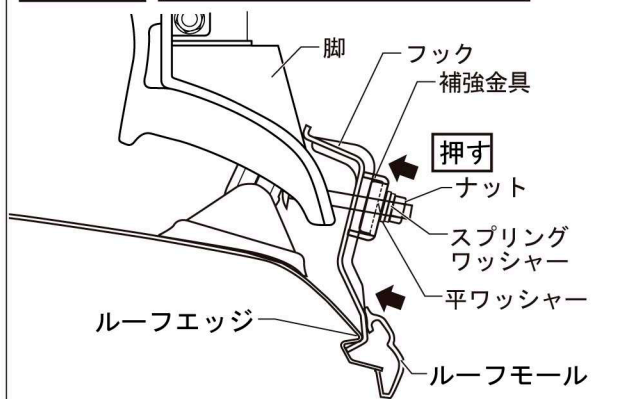 脚
フック
補強金具
押す
ナット
スプリング
ワッシャー
平ワッシャー
ルーフエッジ
ルーフモール